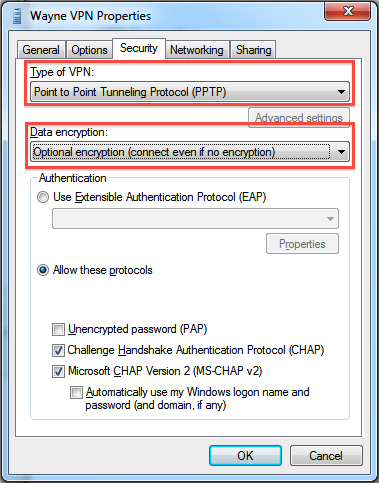 Wayne VPN Properties
General Options Security Networking Sharing
Type of VPN:
Point to Point Tunneling Protocol (PPTP)
Advanced settings
Data encryption:
Optional encryption (connect even if no encryption)
Authentication
Use Extensible Authentication Protocol (EAP)
Properties
Allow these protocols
Unencrypted password (PAP)
Challenge Handshake Authentication Protocol (CHAP)
Microsoft CHAP Version 2 (MS-CHAP v2)
Automatically use my Windows logon name and
password (and domain, if any)
OK Cancel